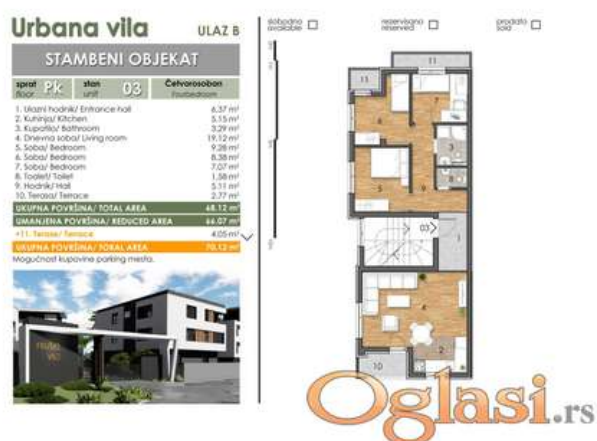 Urbana vila ULAZ B
STAMBENI OBJEKAT
sprat Pk stan 03 Četvorosoban
floor unit Fourbedroom
1. Ulazni hodnik/ Entrance hall 6.37 m²
2. Kuhinja/ Kitchen 5.15 m²
3. Kupatilo/ Bathroom 3.29 m²
4. Dnevna soba/ Living room 19.12 m²
5. Soba/ Bedroom 9.28 m²
6. Soba/ Bedroom 8.38 m²
7. Soba/ Bedroom 7.07 m²
8. Toalet/ Toilet 1.58 m²
9. Hodnik/ Hall 5.11 m²
10. Terasa/ Terrace 2.77 m²
UKUPNA POVRŠINA/ TOTAL AREA 68.12 m²
UMANJENA POVRŠINA/ REDUCED AREA 66.07 m²
+11. Terase/ Terrace 4.05 m²
UKUPNA POVRŠINA/ TOKAL AREA 70.12 m²
Mogućnost kupovine parking mesta.
slobodno
available
rezervisano
reserved
prodato
sold
11
11
6
7
3
8
5
9
03
1
4
2
10
Oglasi.rs